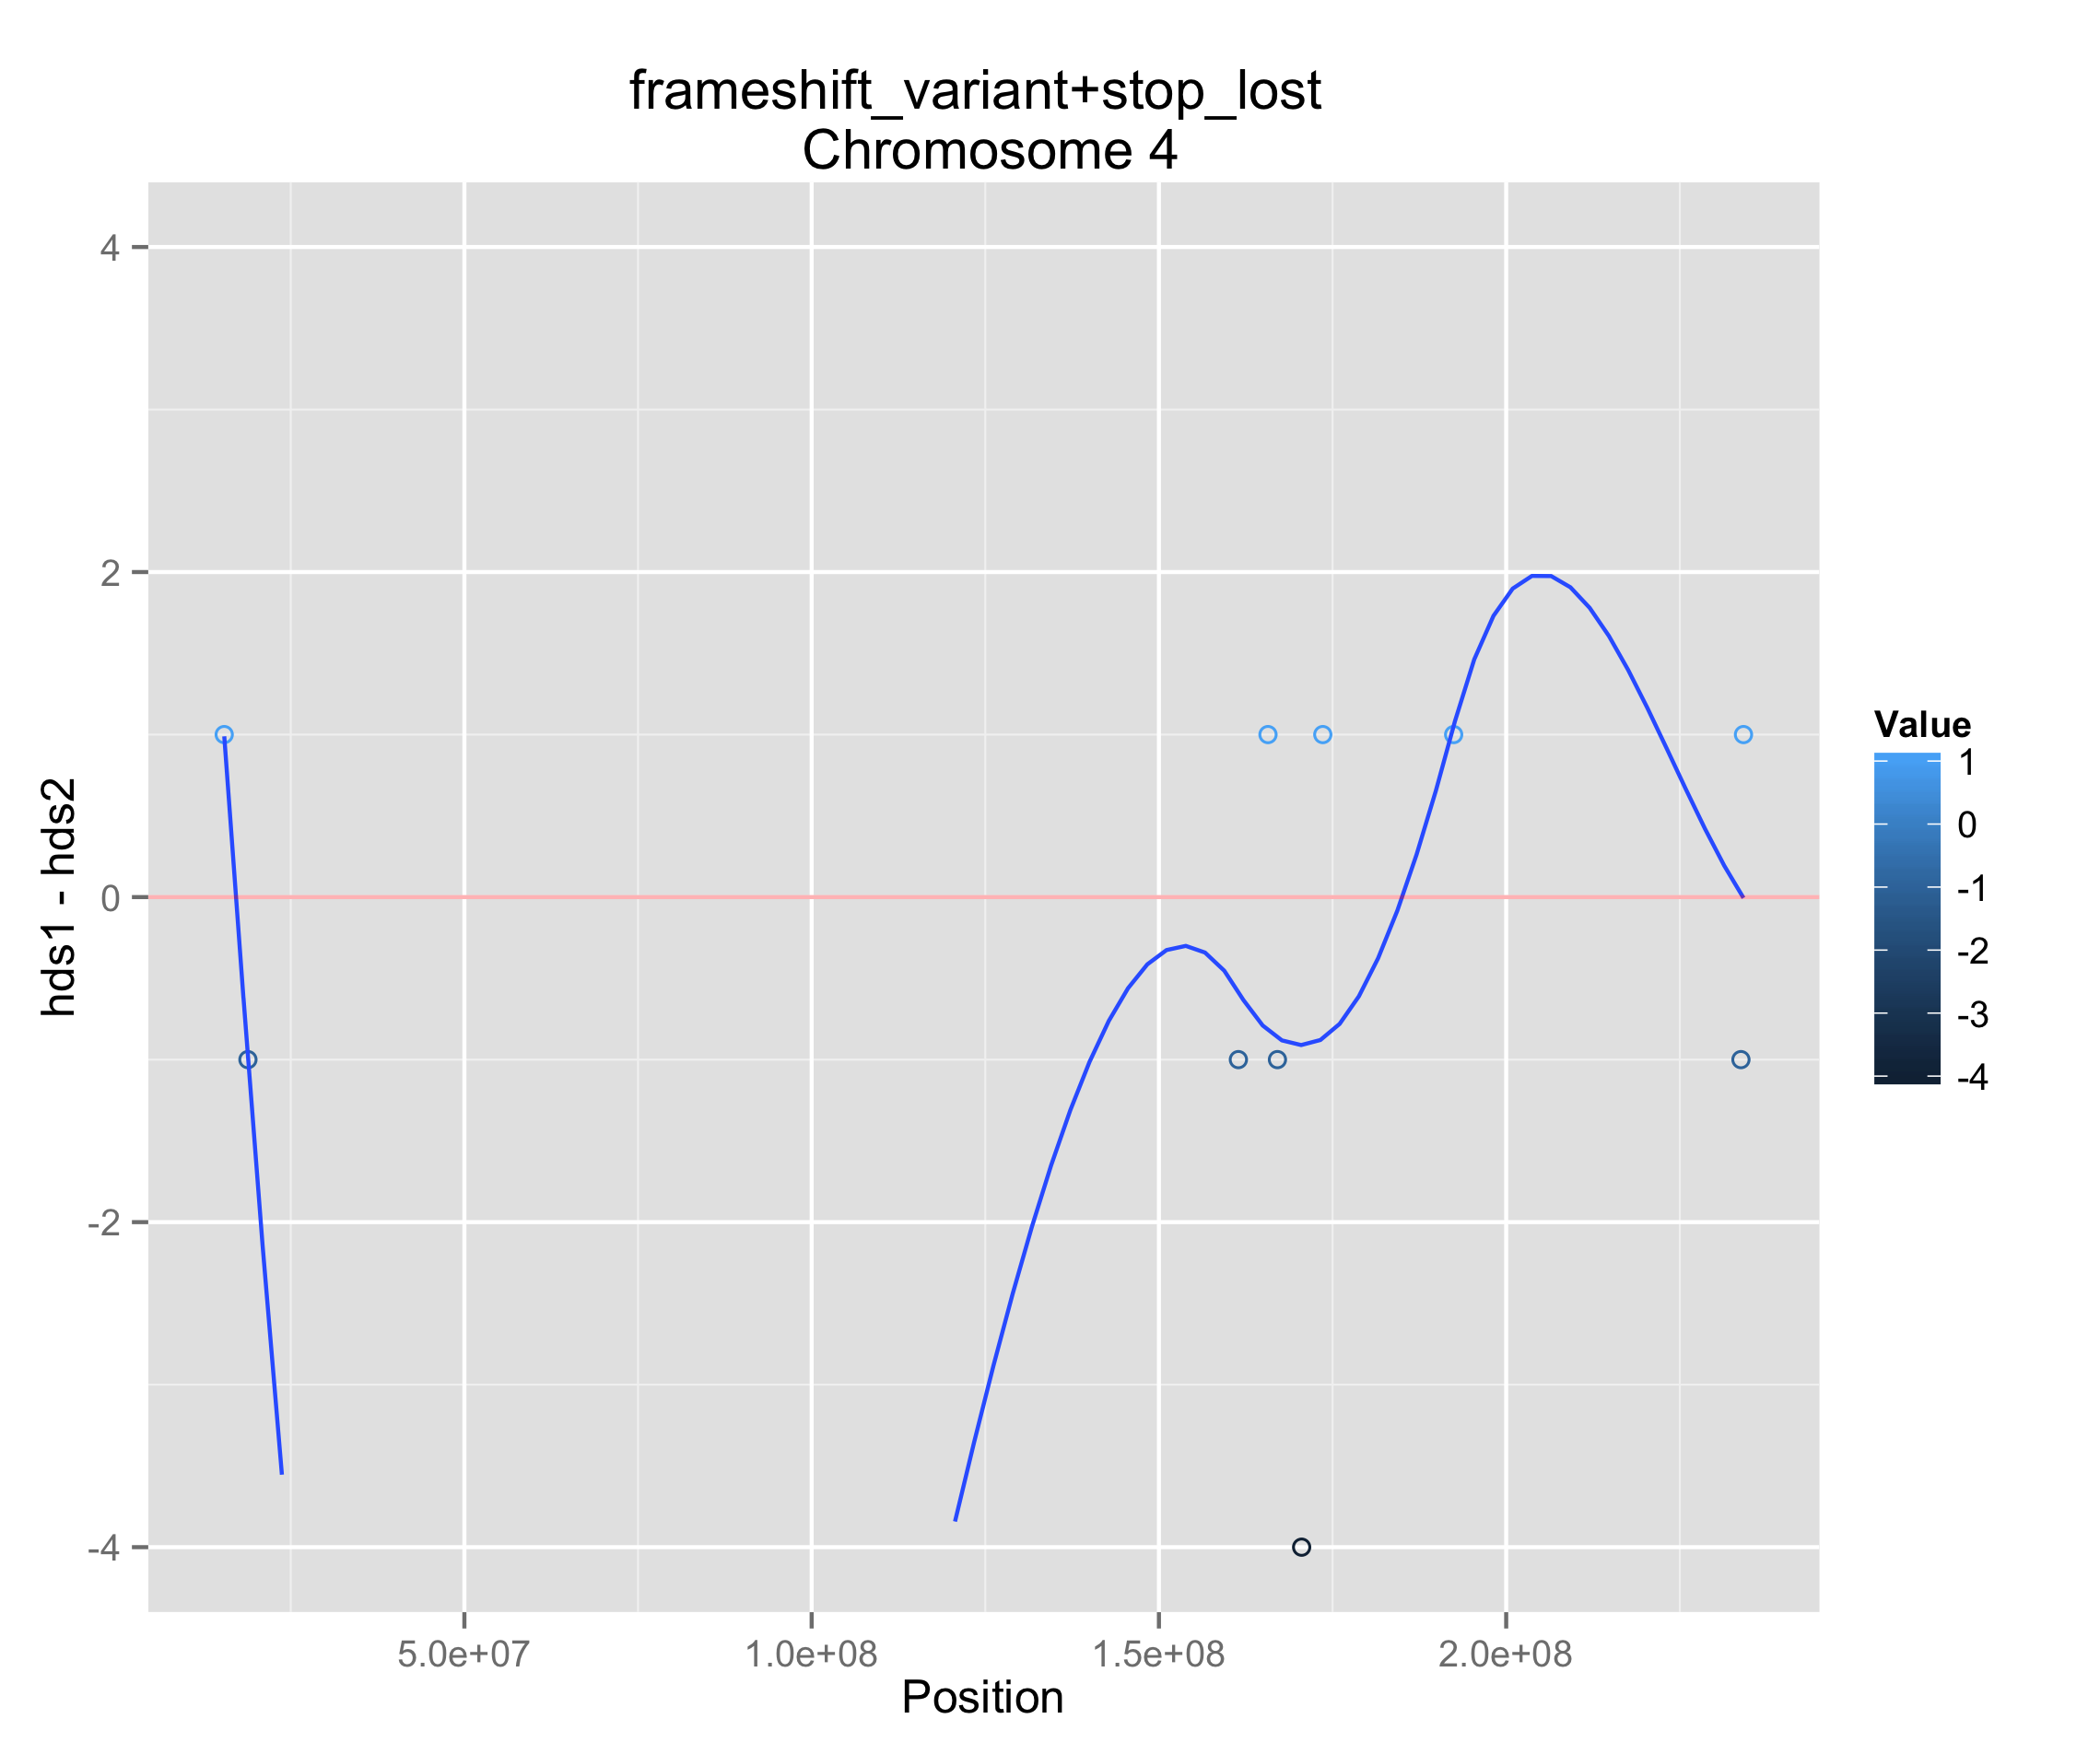 frameshift_variant+stop_lost
Chromosome 4
hds1 - hds2
4
2
0
-2
-4
5.0e+07
1.0e+08
1.5e+08
2.0e+08
Position
Value
1
0
-1
-2
-3
-4